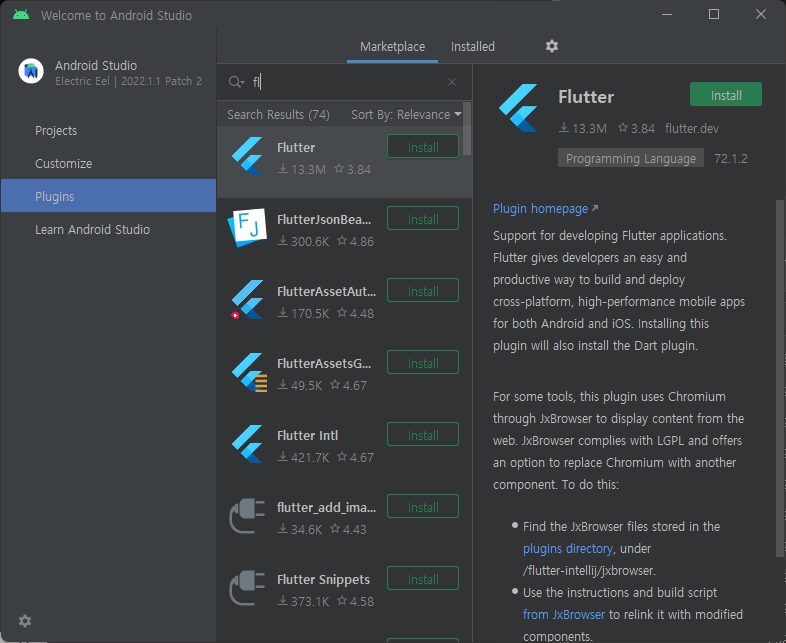 Welcome to Android Studio
Android Studio
Electric Eel | 2022.1.1 Patch 2
Projects
Customize
Plugins
Learn Android Studio
Marketplace Installed
fl
Search Results (74) Sort By: Relevance
Flutter
Install
13.3M 3.84
FlutterJsonBea...
Install
300.6K 4.86
FlutterAssetAut...
Install
170.5K 4.48
FlutterAssetsG...
Install
49.5K 4.67
Flutter Intl
Install
421.7K 4.67
flutter_add_ima...
Install
34.6K 4.43
Flutter Snippets
Install
373.1K 4.58
Flutter
Install
13.3M 3.84 flutter.dev
Programming Language 72.1.2
Plugin homepage
Support for developing Flutter applications.
Flutter gives developers an easy and
productive way to build and deploy
cross-platform, high-performance mobile apps
for both Android and iOS. Installing this
plugin will also install the Dart plugin.
For some tools, this plugin uses Chromium
through JxBrowser to display content from the
web. JxBrowser complies with LGPL and offers
an option to replace Chromium with another
component. To do this:
Find the JxBrowser files stored in the
plugins directory, under
/flutter-intellij/jxbrowser.
Use the instructions and build script
from JxBrowser to relink it with modified
components.